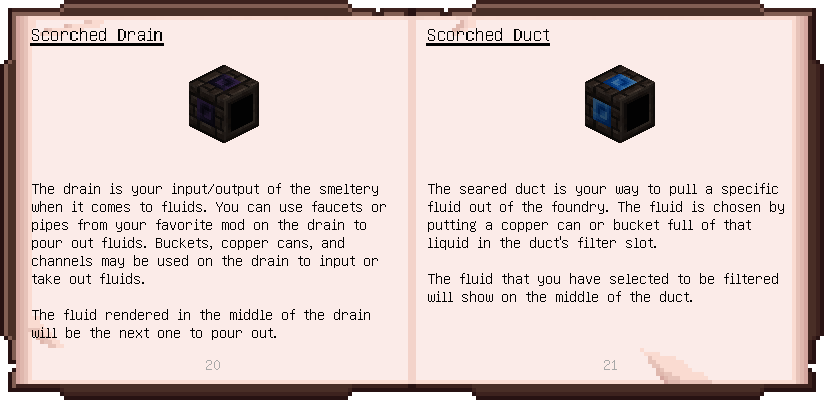 Scorched Drain
The drain is your input/output of the smeltery
when it comes to fluids. You can use faucets or
pipes from your favorite mod on the drain to
pour out fluids. Buckets, copper cans, and
channels may be used on the drain to input or
take out fluids.
The fluid rendered in the middle of the drain
will be the next one to pour out.
20
Scorched Duct
The seared duct is your way to pull a specific
fluid out of the foundry. The fluid is chosen by
putting a copper can or bucket full of that
liquid in the duct's filter slot.
The fluid that you have selected to be filtered
will show on the middle of the duct.
21